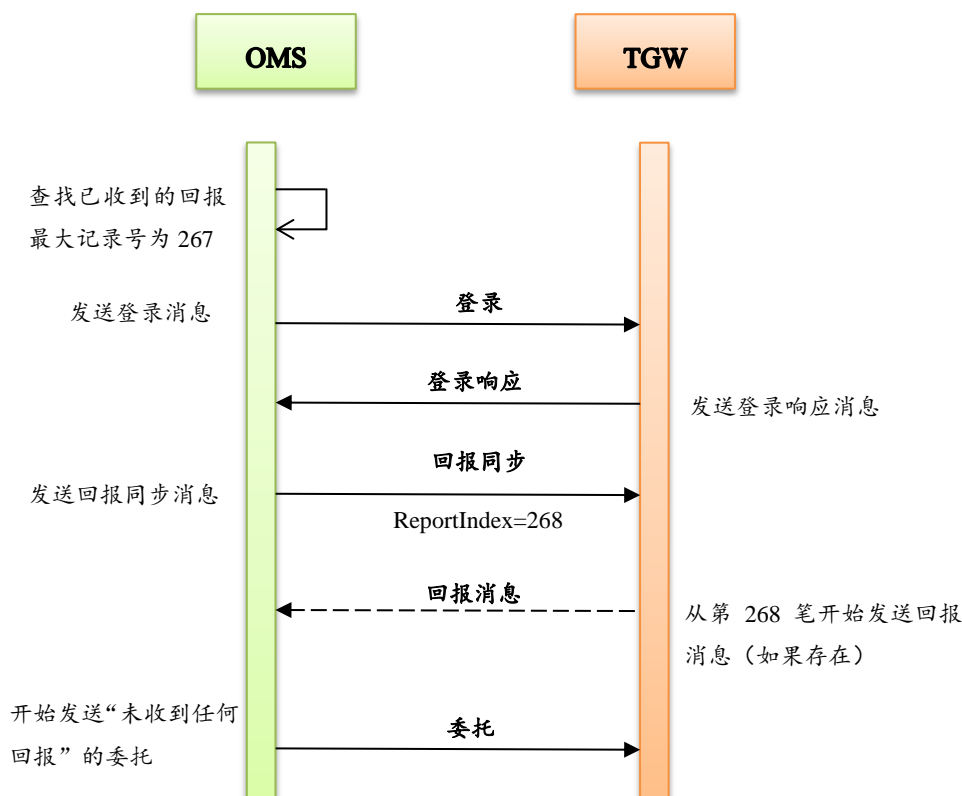 OMS
TGW
查找已收到的回报
最大记录号为 267
登录
发送登录消息
登录响应
发送登录响应消息
回报同步
发送回报同步消息
ReportIndex=268
回报消息
从第 268 笔开始发送回报
消息（如果存在）
开始发送“未收到任何
回报”的委托
委托